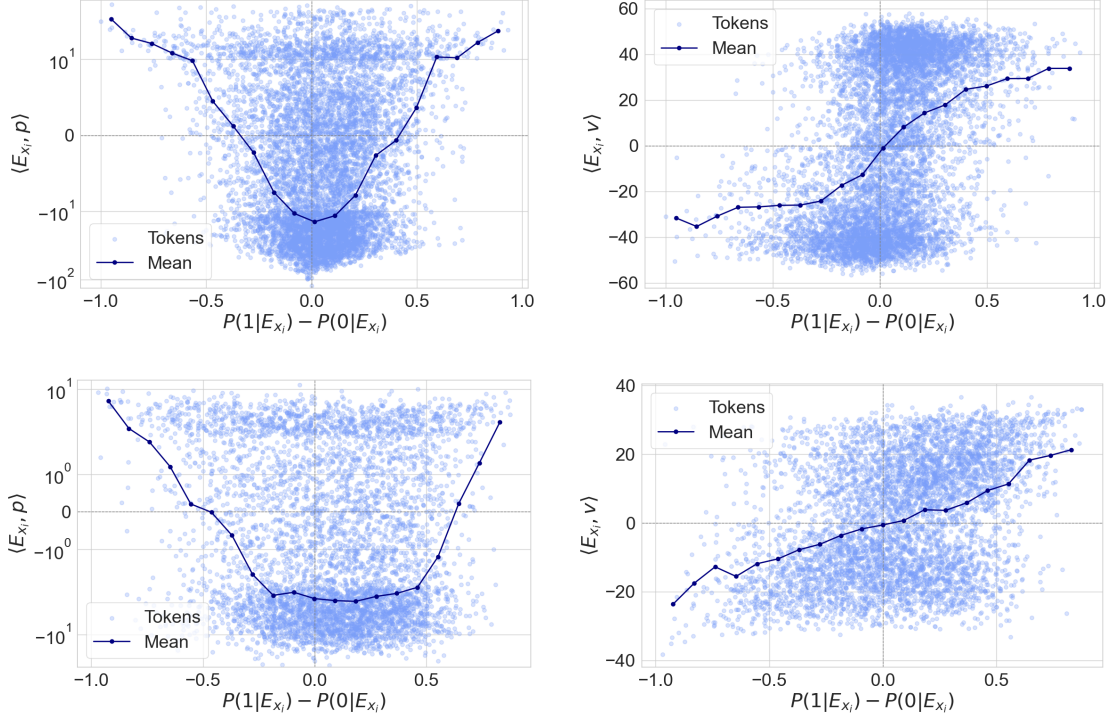 10^1
0
−10^1
−10^2
⟨E_{x_i}, p⟩
Tokens
Mean
−1.0 −0.5 0.0 0.5 1.0
P(1|E_{x_i}) − P(0|E_{x_i})
60
40
20
0
−20
−40
−60
⟨E_{x_i}, v⟩
Tokens
Mean
−1.0 −0.5 0.0 0.5 1.0
P(1|E_{x_i}) − P(0|E_{x_i})
10^1
10^0
0
−10^0
−10^1
⟨E_{x_i}, p⟩
Tokens
Mean
−1.0 −0.5 0.0 0.5
P(1|E_{x_i}) − P(0|E_{x_i})
40
20
0
−20
−40
⟨E_{x_i}, v⟩
Tokens
Mean
−1.0 −0.5 0.0 0.5
P(1|E_{x_i}) − P(0|E_{x_i})